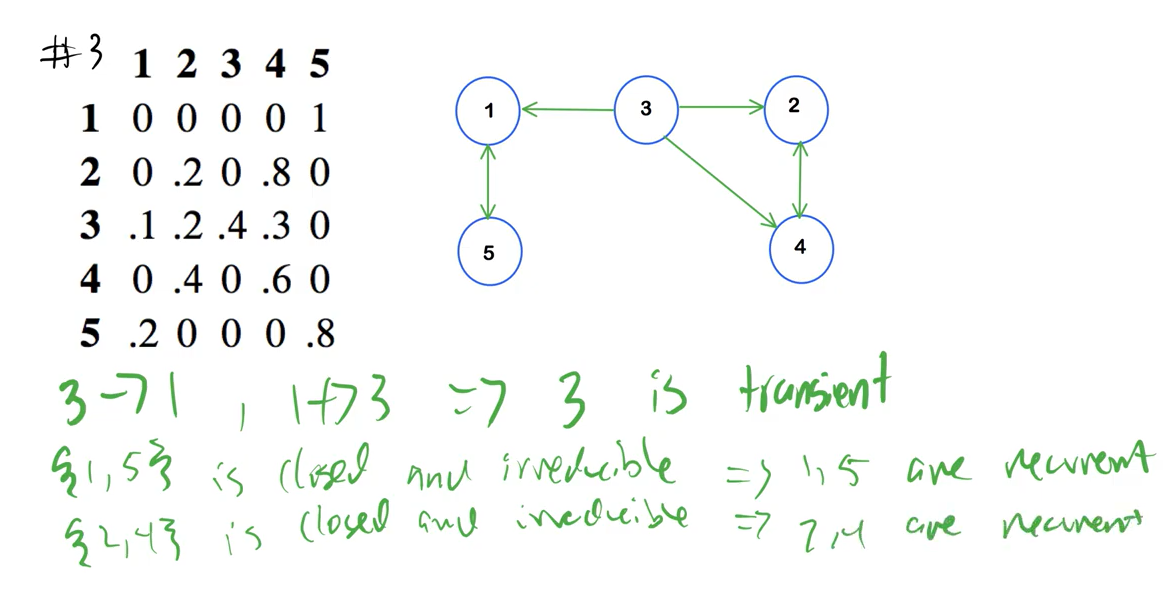 #3
1 2 3 4 5
1 0 0 0 0 1
2 0 .2 0 .8 0
3 .1 .2 .4 .3 0
4 0 .4 0 .6 0
5 .2 0 0 0 .8
1 3 2
5 4
3 → 1 , 1 ↛ 3 => 3 is transient
{1,5} is closed and irreducible => 1,5 are recurrent
{2,4} is closed and irreducible => 2,4 are recurrent